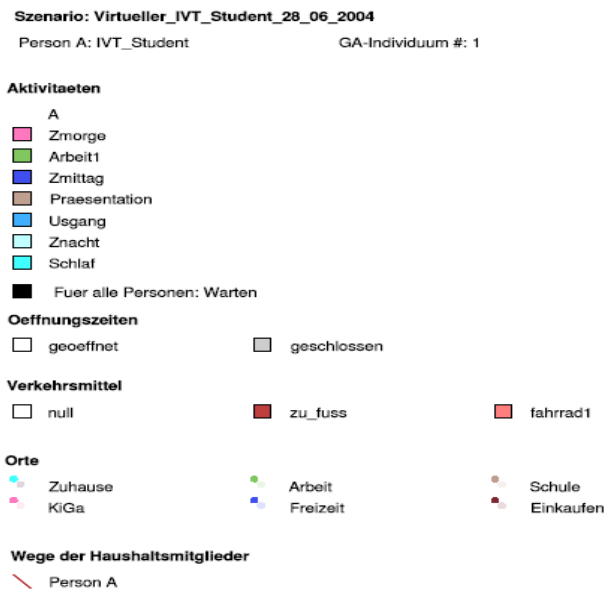 Szenario: Virtueller_IVT_Student_28_06_2004
Person A: IVT_Student GA-Individuum #: 1
Aktivitaeten
A
Zmorge
Arbeit1
Zmittag
Praesentation
Usgang
Znacht
Schlaf
Fuer alle Personen: Warten
Oeffnungszeiten
geoeffnet geschlossen
Verkehrsmittel
null zu_fuss fahrrad1
Orte
Zuhause Arbeit Schule
KiGa Freizeit Einkaufen
Wege der Haushaltsmitglieder
Person A